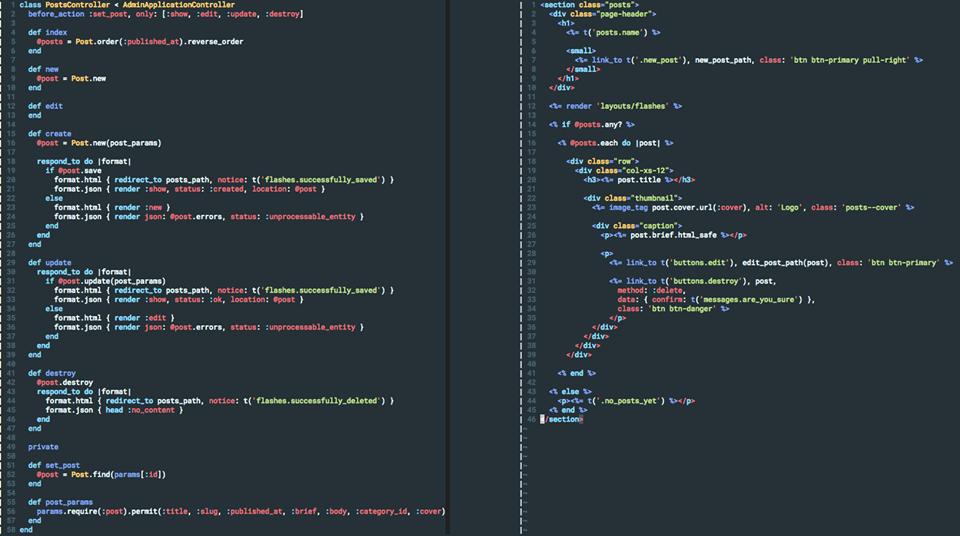 1 class PostsController < AdminApplicationController
2   before_action :set_post, only: [:show, :edit, :update, :destroy]
3
4   def index
5     @posts = Post.order(:published_at).reverse_order
6   end
7
8   def new
9     @post = Post.new
10   end
11
12   def edit
13   end
14
15   def create
16     @post = Post.new(post_params)
17
18     respond_to do |format|
19       if @post.save
20         format.html { redirect_to posts_path, notice: t('flashes.successfully_saved') }
21         format.json { render :show, status: :created, location: @post }
22       else
23         format.html { render :new }
24         format.json { render json: @post.errors, status: :unprocessable_entity }
25       end
26     end
27   end
28
29   def update
30     respond_to do |format|
31       if @post.update(post_params)
32         format.html { redirect_to posts_path, notice: t('flashes.successfully_saved') }
33         format.json { render :show, status: :ok, location: @post }
34       else
35         format.html { render :edit }
36         format.json { render json: @post.errors, status: :unprocessable_entity }
37       end
38     end
39   end
40
41   def destroy
42     @post.destroy
43     respond_to do |format|
44       format.html { redirect_to posts_path, notice: t('flashes.successfully_deleted') }
45       format.json { head :no_content }
46     end
47   end
48
49   private
50
51   def set_post
52     @post = Post.find(params[:id])
53   end
54
55   def post_params
56     params.require(:post).permit(:title, :slug, :published_at, :brief, :body, :category_id, :cover)
57   end
58 end
1 <section class="posts">
2   <div class="page-header">
3     <h1>
4       <%= t('posts.name') %>
5
6       <small>
7         <%= link_to t('.new_post'), new_post_path, class: 'btn btn-primary pull-right' %>
8       </small>
9     </h1>
10   </div>
11
12   <%= render 'layouts/flashes' %>
13
14   <% if @posts.any? %>
15
16     <% @posts.each do |post| %>
17
18       <div class="row">
19         <div class="col-xs-12">
20           <h3><%= post.title %></h3>
21
22           <div class="thumbnail">
23             <%= image_tag post.cover.url(:cover), alt: 'Logo', class: 'posts--cover' %>
24
25             <div class="caption">
26               <p><%= post.brief.html_safe %></p>
27
28               <p>
29                 <%= link_to t('buttons.edit'), edit_post_path(post), class: 'btn btn-primary' %>
30
31                 <%= link_to t('buttons.destroy'), post,
32                   method: :delete,
33                   data: { confirm: t('messages.are_you_sure') },
34                   class: 'btn btn-danger' %>
35               </p>
36             </div>
37           </div>
38         </div>
39       </div>
40
41     <% end %>
42
43   <% else %>
44     <p><%= t('.no_posts_yet') %></p>
45   <% end %>
46 </section>